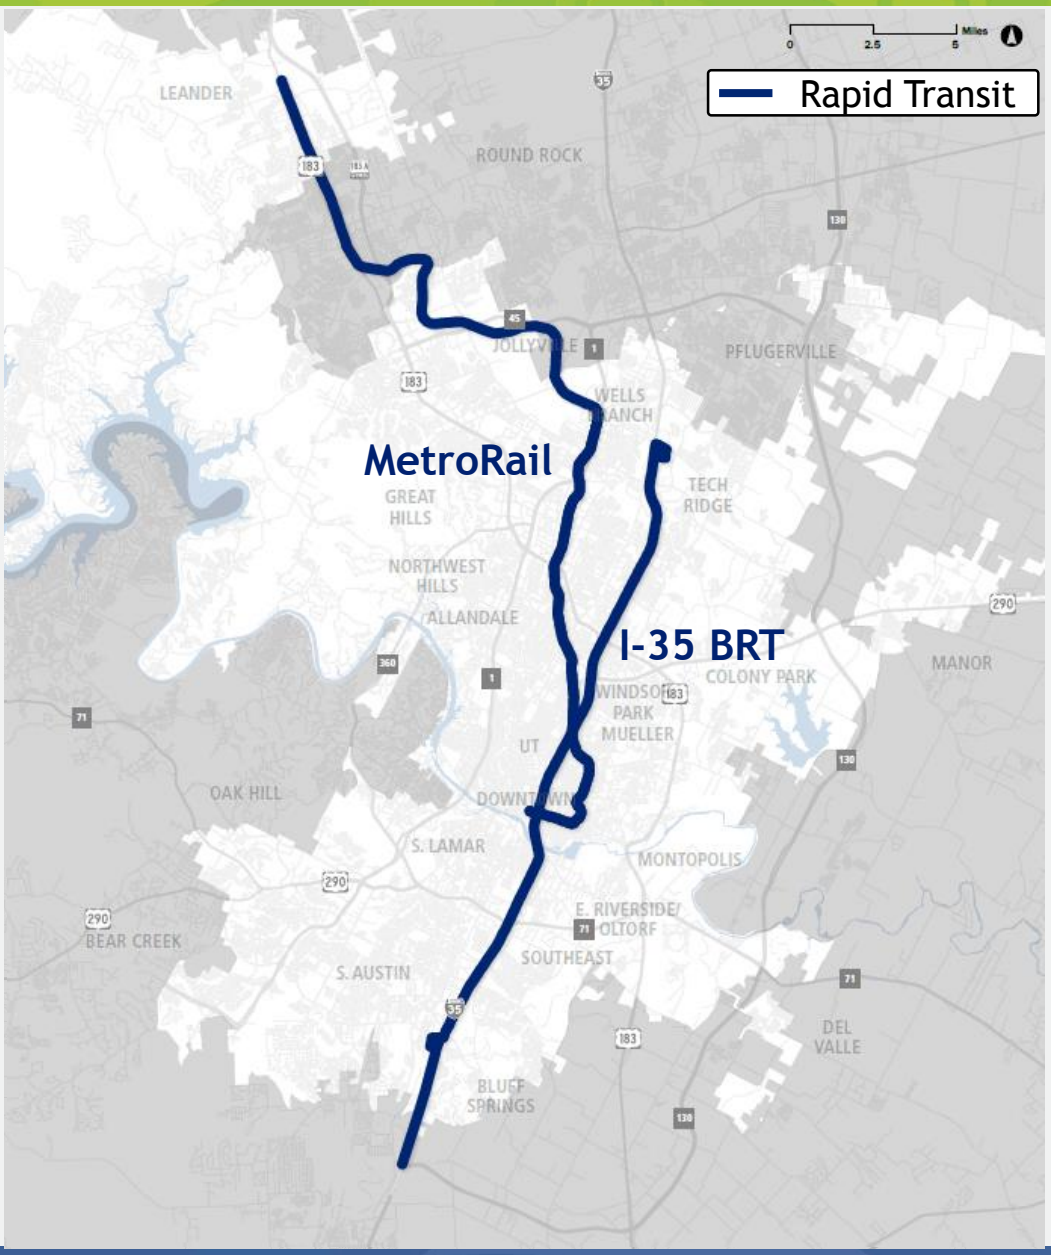 Miles
0 2.5 5
Rapid Transit
LEANDER
35
ROUND ROCK
183
183A
130
45
JOLLYVILLE
1
PFLUGERVILLE
183
WELLS
BRANCH
MetroRail
GREAT
HILLS
TECH
RIDGE
NORTHWEST
HILLS
ALLANDALE
290
I-35 BRT
360
1
COLONY PARK
MANOR
WINDSOR
PARK
183
71
MUELLER
UT
130
OAK HILL
DOWNTOWN
S. LAMAR
MONTOPOLIS
290
290
BEAR CREEK
E. RIVERSIDE/
OLTORF
71
SOUTHEAST
S. AUSTIN
71
35
183
DEL
VALLE
BLUFF
SPRINGS
130